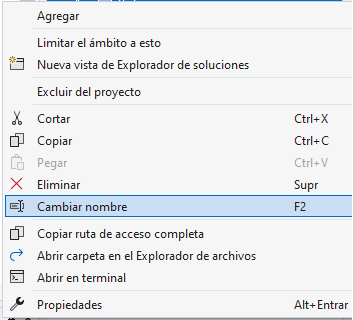 Agregar
Limitar el ámbito a esto
Nueva vista de Explorador de soluciones
Excluir del proyecto
Cortar Ctrl+X
Copiar Ctrl+C
Pegar Ctrl+V
Eliminar Supr
Cambiar nombre F2
Copiar ruta de acceso completa
Abrir carpeta en el Explorador de archivos
Abrir en terminal
Propiedades Alt+Entrar